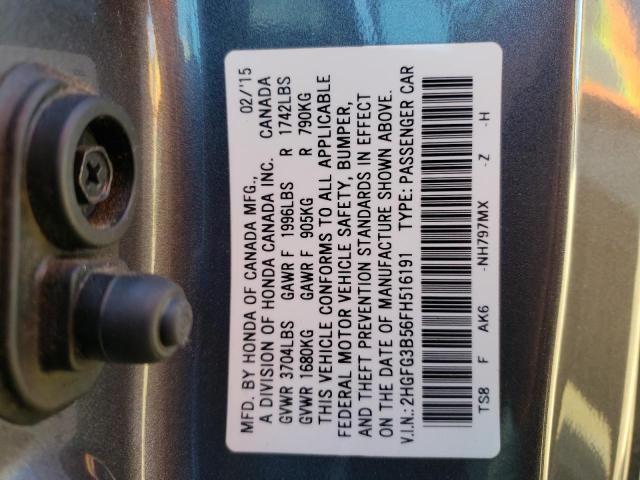 MFD. BY HONDA OF CANADA MFG., 02/'15
A DIVISION OF HONDA CANADA INC. CANADA
GVWR 3704LBS GAWR F 1996LBS R 1742LBS
GVWR 1680KG GAWR F 905KG R 790KG
THIS VEHICLE CONFORMS TO ALL APPLICABLE
FEDERAL MOTOR VEHICLE SAFETY, BUMPER,
AND THEFT PREVENTION STANDARDS IN EFFECT
ON THE DATE OF MANUFACTURE SHOWN ABOVE.
V.I.N.:2HGFG3B56FH516191 TYPE: PASSENGER CAR
TS8 F AK6 -NH797MX -Z -H